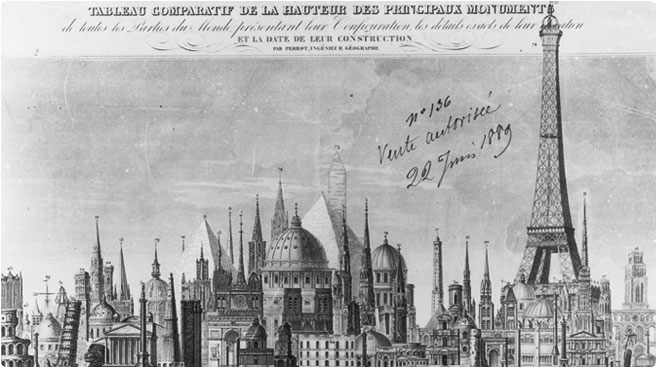 TABLEAU COMPARATIF DE LA HAUTEUR DES PRINCIPAUX MONUMENTS
de toutes les Parties du Monde, présentant leur Configuration, les détails exacts de leur
ET LA DATE DE LEUR CONSTRUCTION
PAR PERROT, INGÉNIEUR GÉOGRAPHE
N° 136
Vente autorisée
22 Juin 1889